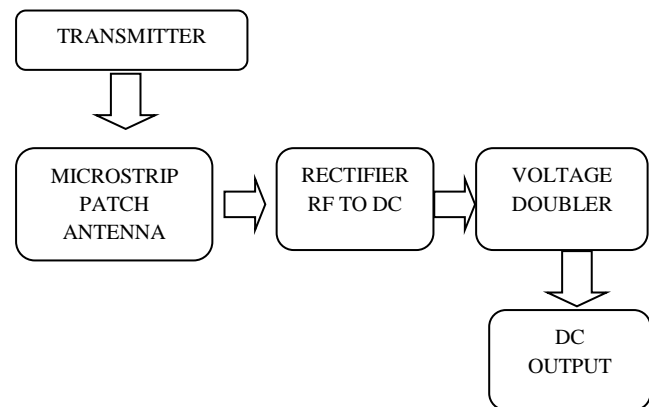 TRANSMITTER
MICROSTRIP
PATCH
ANTENNA
RECTIFIER
RF TO DC
VOLTAGE
DOUBLER
DC
OUTPUT